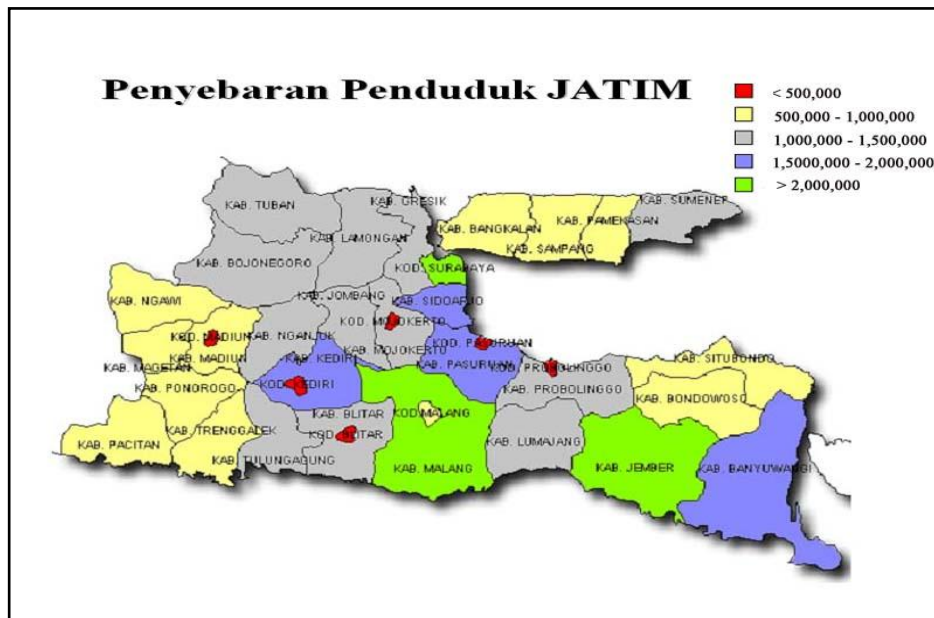 Penyebaran Penduduk JATIM
< 500,000
500,000 - 1,000,000
1,000,000 - 1,500,000
1,5000,000 - 2,000,000
> 2,000,000
KAB. TUBAN
KAB. GRESIK
KAB. LAMONGAN
KAB. BOJONEGORO
KAB. BANGKALAN
KAB. SAMPANG
KAB. PAMEKASAN
KAB. SUMENEP
KOD. SURABAYA
KAB. NGAWI
KAB. JOMBANG
KAB. SIDOARJO
KOD. MADIUN
KAB. NGANJUK
KOD. MOJOKERTO
KAB. MADIUN
KAB. MOJOKERTO
KOD. PASURUAN
KAB. MAGETAN
KAB. KEDIRI
KAB. PASURUAN
KOD. PROBOLINGGO
KAB. SITUBONDO
KAB. PONOROGO
KOD. KEDIRI
KAB. PROBOLINGGO
KAB. BONDOWOSO
KAB. BLITAR
KOD. MALANG
KAB. PACITAN
KAB. TRENGGALEK
KOD. BLITAR
KAB. TULUNGAGUNG
KAB. MALANG
KAB. LUMAJANG
KAB. JEMBER
KAB. BANYUWANGI